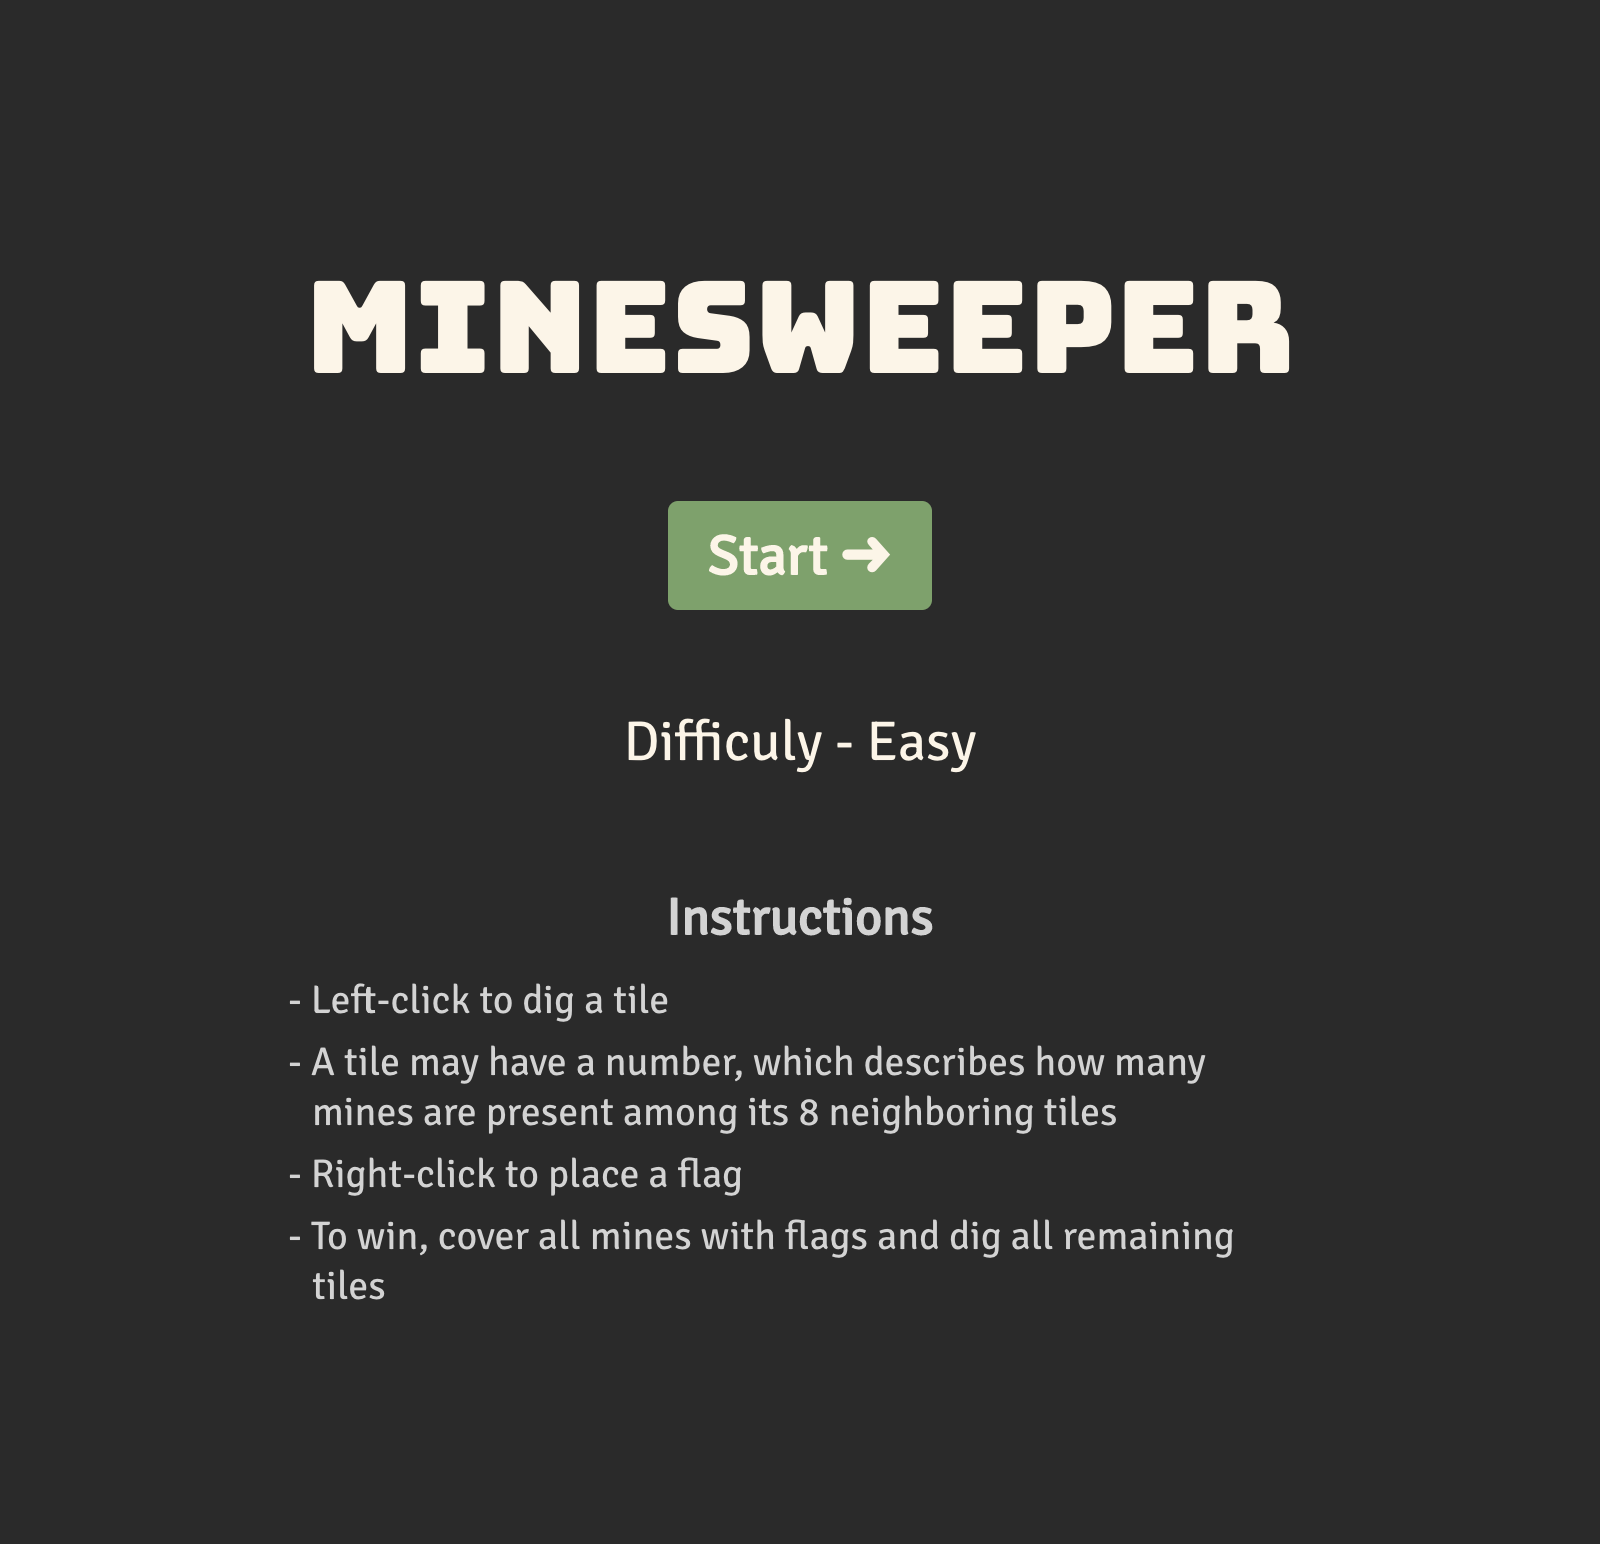 MINESWEEPER
Start ➜
Difficuly - Easy
Instructions
- Left-click to dig a tile
- A tile may have a number, which describes how many
mines are present among its 8 neighboring tiles
- Right-click to place a flag
- To win, cover all mines with flags and dig all remaining
tiles